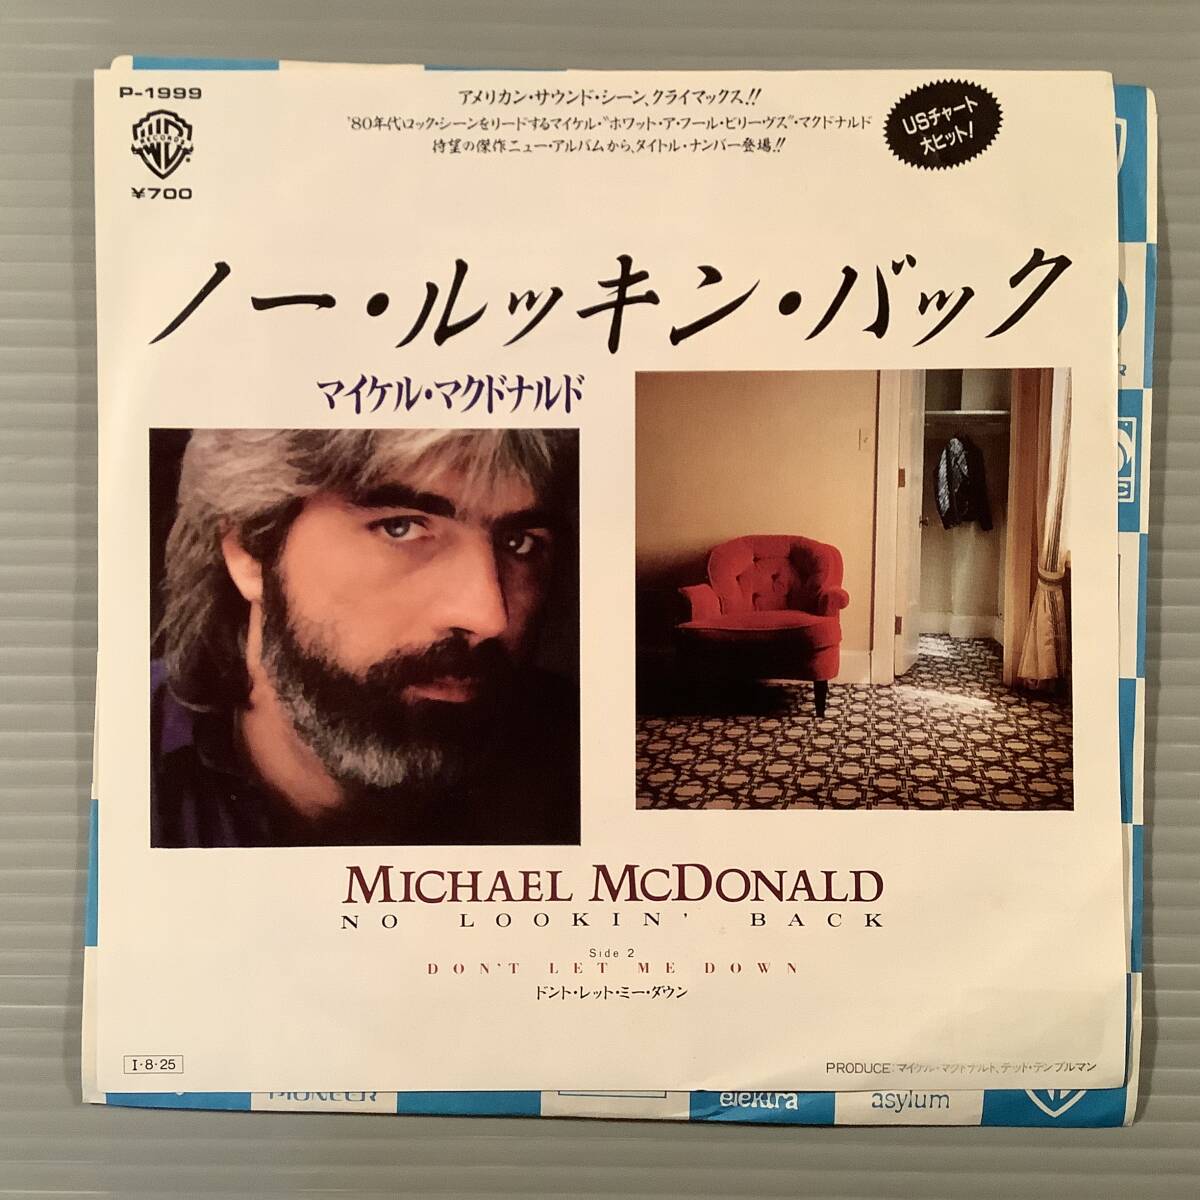 P-1999
アメリカン・サウンド・シーン、クライマックス!!
'80年代ロック・シーンをリードするマイケル・"ホワット・ア・フール・ビリーヴス"・マクドナルド
待望の傑作ニュー・アルバムから、タイトル・ナンバー登場!!
USチャート
大ヒット!
RECORDS
¥700
ノー・ルッキン・バック
マイケル・マクドナルド
MICHAEL MCDONALD
NO LOOKIN' BACK
Side 2
DON'T LET ME DOWN
ドント・レット・ミー・ダウン
I・8・25
PRODUCE:マイケル・マクドナルド、テッド・テンプルマン
PIONEER
elektra
asylum